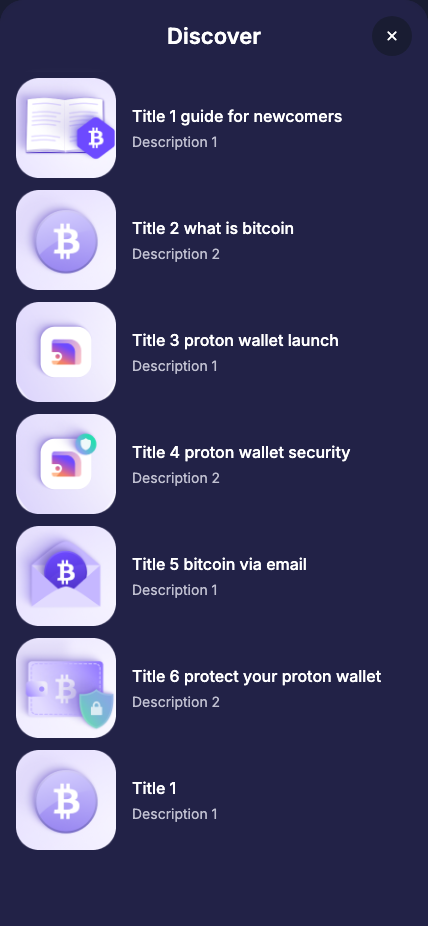 Discover
Title 1 guide for newcomers
Description 1
Title 2 what is bitcoin
Description 2
Title 3 proton wallet launch
Description 1
Title 4 proton wallet security
Description 2
Title 5 bitcoin via email
Description 1
Title 6 protect your proton wallet
Description 2
Title 1
Description 1